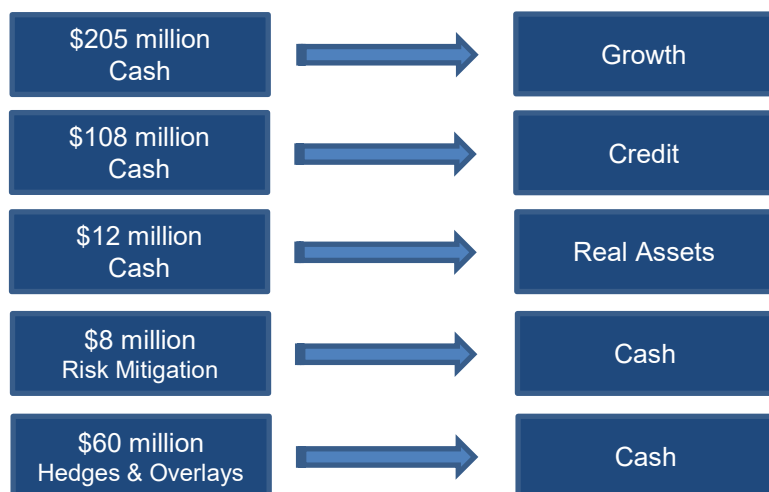 $205 million
Cash
Growth
$108 million
Cash
Credit
$12 million
Cash
Real Assets
$8 million
Risk Mitigation
Cash
$60 million
Hedges & Overlays
Cash